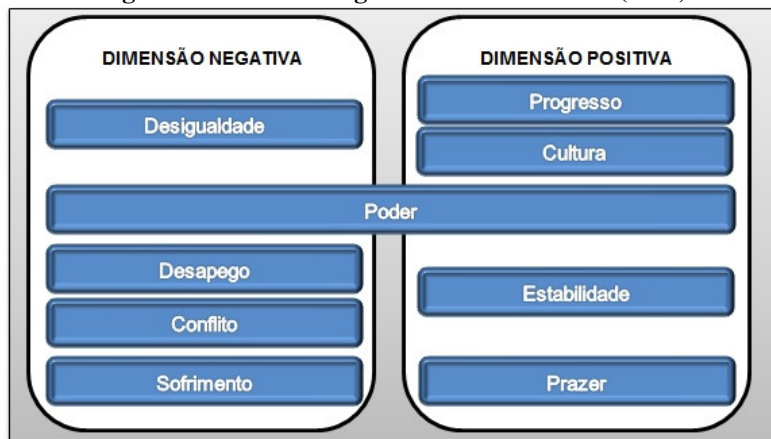 DIMENSÃO NEGATIVA
Desigualdade
Poder
Desapego
Conflito
Sofrimento
DIMENSÃO POSITIVA
Progresso
Cultura
Estabilidade
Prazer